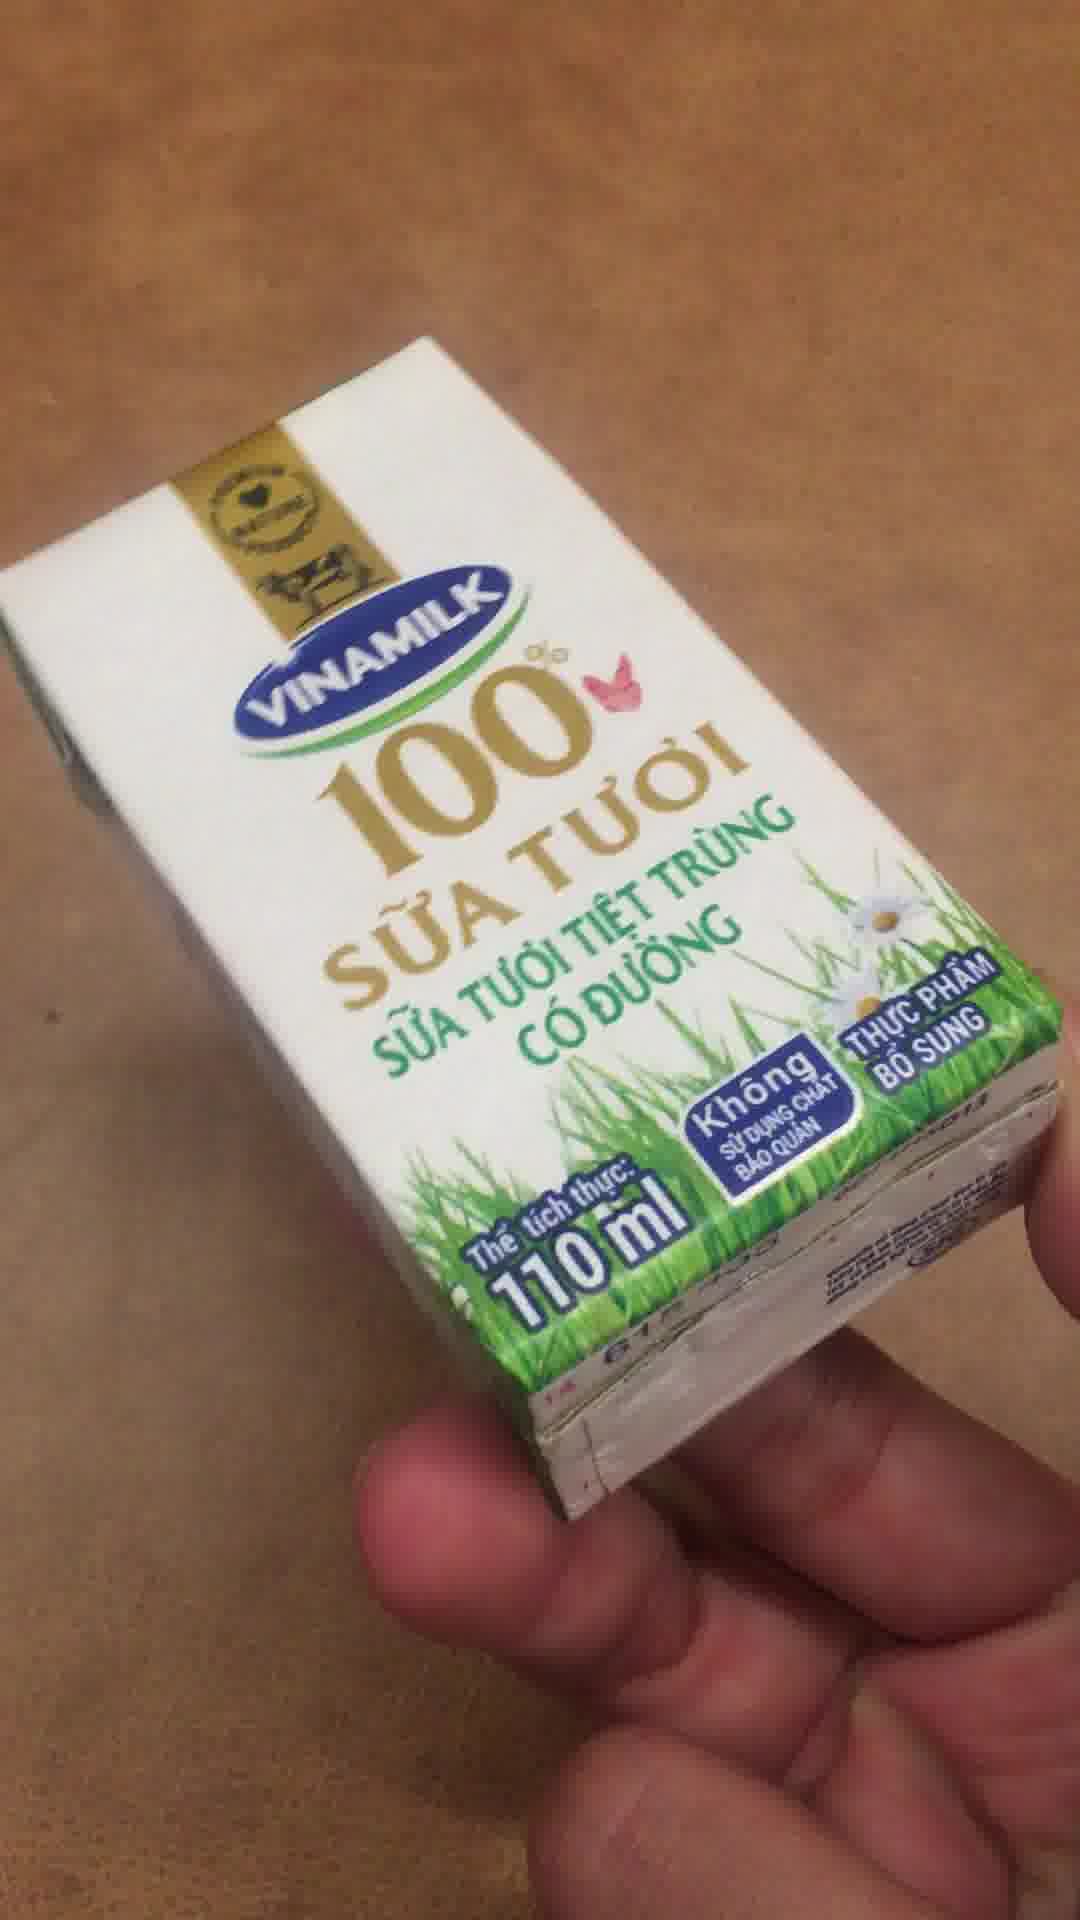 VINAMILK
100%
SỮA TƯƠI
SỮA TƯƠI TIỆT TRÙNG
CÓ ĐƯỜNG
THỰC PHẨM
BỔ SUNG
Không
SỬ DỤNG CHẤT
BẢO QUẢN
Thể tích thực:
110 ml